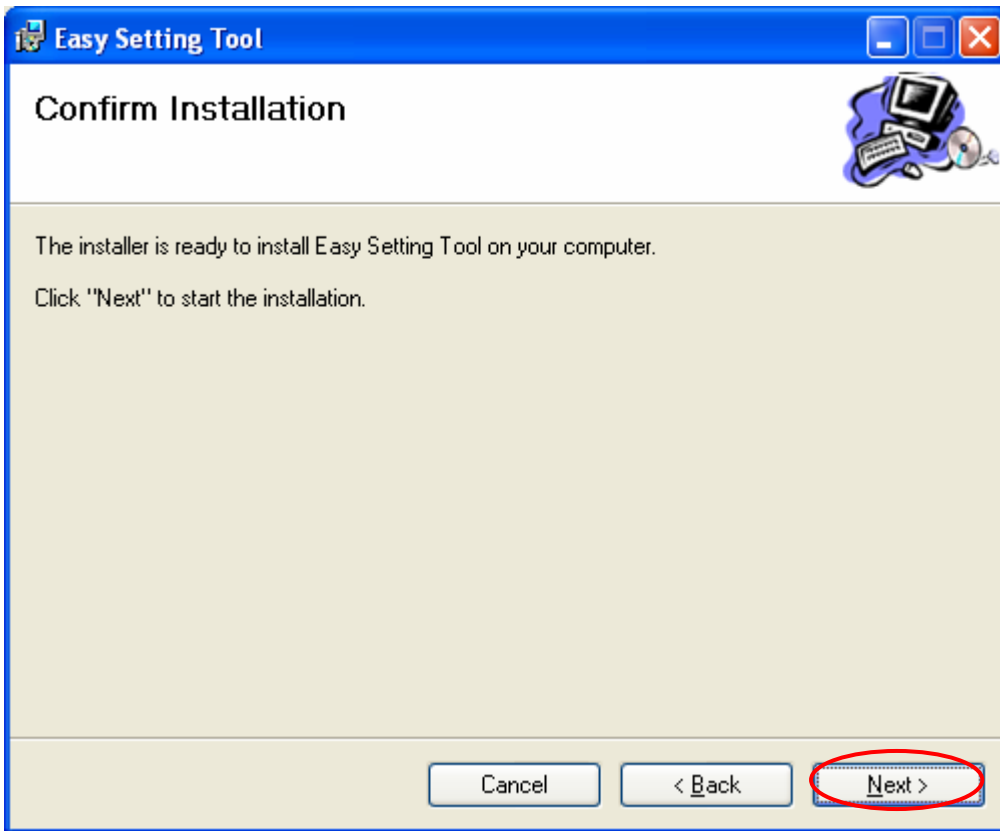 Easy Setting Tool
Confirm Installation
The installer is ready to install Easy Setting Tool on your computer.
Click "Next" to start the installation.
Cancel
< Back
Next >